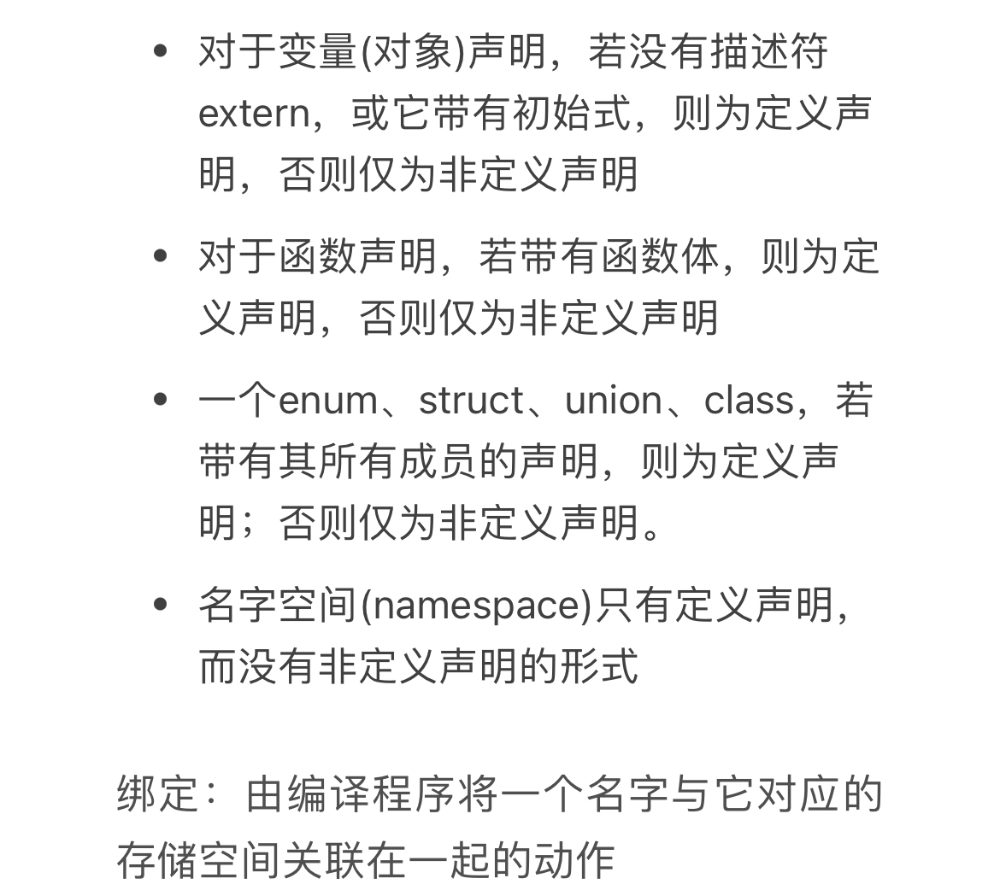 • 对于变量(对象)声明，若没有描述符
extern，或它带有初始式，则为定义声
明，否则仅为非定义声明
• 对于函数声明，若带有函数体，则为定
义声明，否则仅为非定义声明
• 一个enum、struct、union、class，若
带有其所有成员的声明，则为定义声
明；否则仅为非定义声明。
• 名字空间(namespace)只有定义声明，
而没有非定义声明的形式
绑定：由编译程序将一个名字与它对应的
存储空间关联在一起的动作